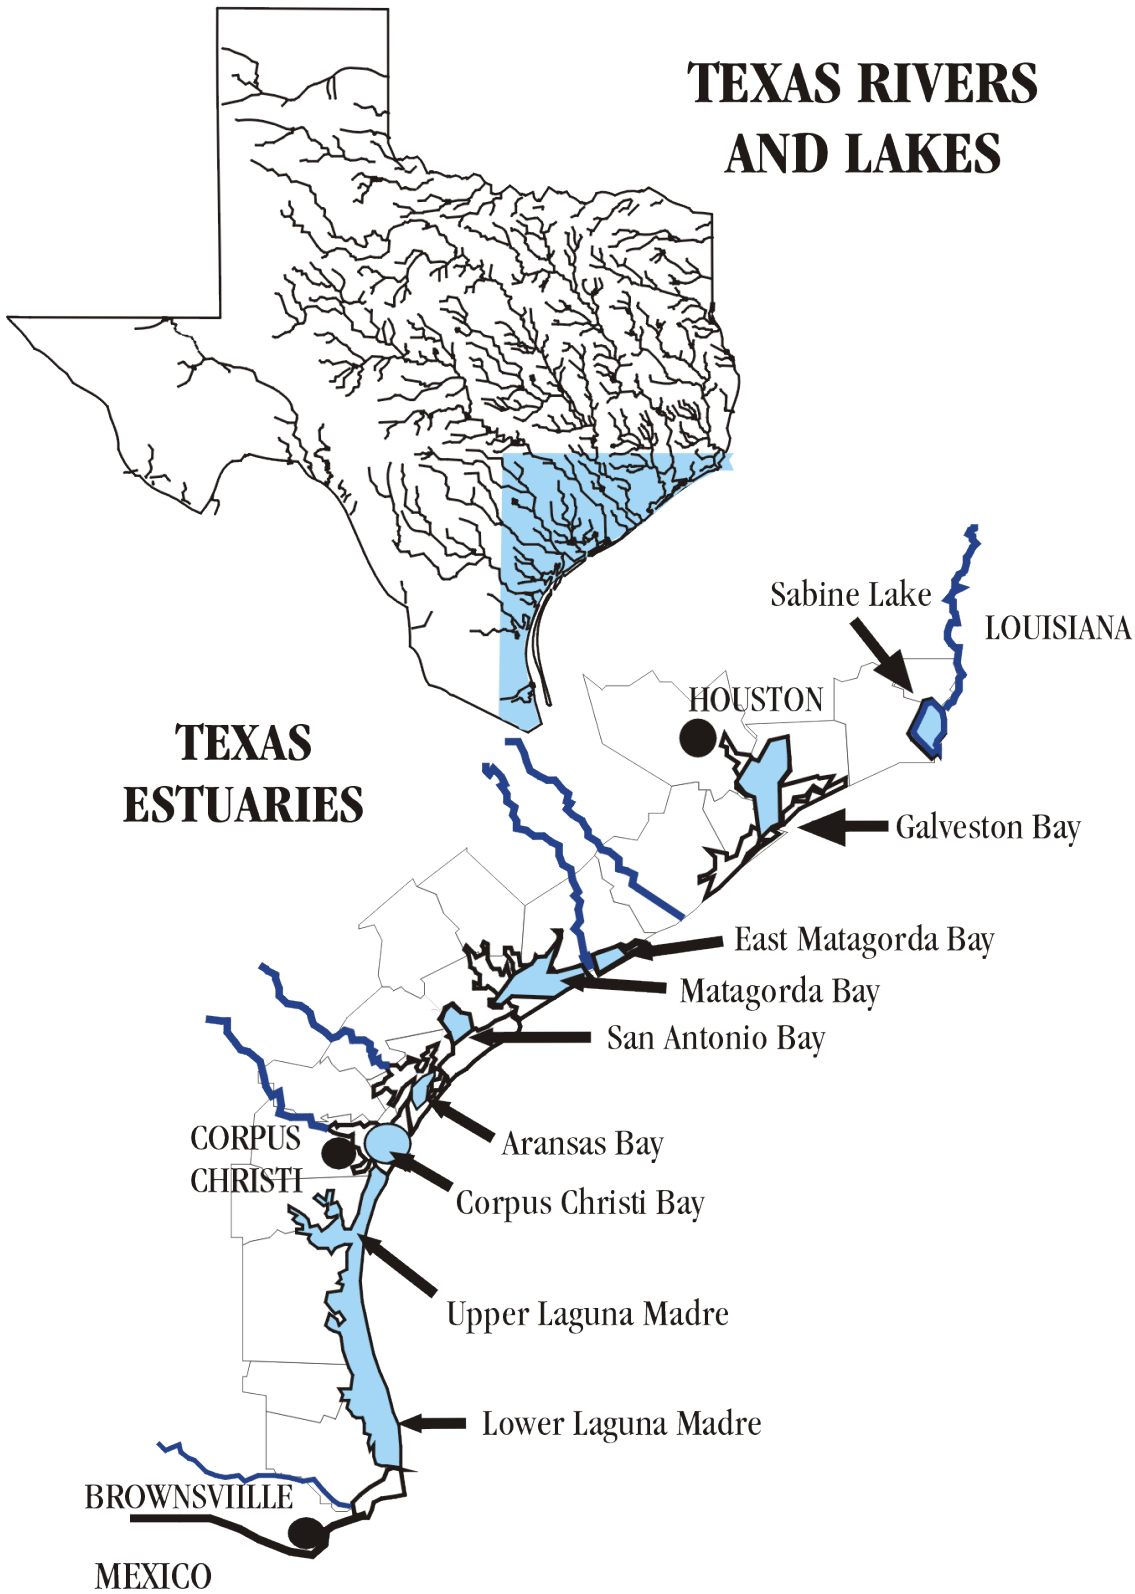 TEXAS RIVERS
AND LAKES
Sabine Lake
LOUISIANA
HOUSTON
TEXAS
ESTUARIES
Galveston Bay
East Matagorda Bay
Matagorda Bay
San Antonio Bay
CORPUS
CHRISTI
Aransas Bay
Corpus Christi Bay
Upper Laguna Madre
Lower Laguna Madre
BROWNSVIILLE
MEXICO